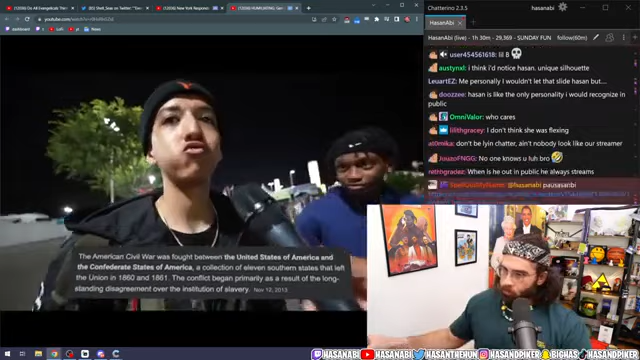 Chatterino 2.3.5
hasanabi
HasanAbi
HasanAbi (live) - 1h 30m - 29,369 - SUNDAY FUN
follow(60m)
user454561618: lil B
austynxl: i think i'd notice hasan. unique silhouette
LeuartEZ: Me personally I wouldn't let that slide hasan but...
doozzee: hasan is like the only personality i would recognize in
public
OmniValor: who cares
lilithgracey: I don't think she was flexing
don't be lyin chatter, ain't nobody look like our streamer
JouzoFNGG: No one knows u luh bro
rethhgradac: When is he out in public he always streams
@hasanabi pausasanbi
The American Civil War was fought between the United States of America and
the Confederate States of America, a collection of eleven southern states that left
the Union in 1860 and 1861. The conflict began primarily as a result of the long-
standing disagreement over the institution of slavery. Nov 12, 2013
HASANABI HASANABI HASANTHEHUN HASANDPIKER BIGHAS HASANDPIKER